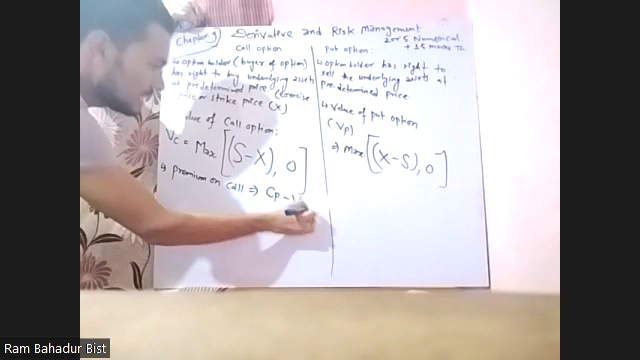 Chapter 9
Derivative and Risk Management
2 or 5 Numerical
+ 15 marks
call option
put option:
↳ option holder (buyer of option)
has right to buy underlying assets
at predetermined price (exercise
or strike price (X)
value of call option:
Vc = Max [(S-X), 0]
↳ premium on call ⇒ Cp - V
↳ option holder has right to
sell the underlying assets at
predetermined price
↳ value of put option
(Vp)
⇒ Max [(X-S), 0]
Ram Bahadur Bist